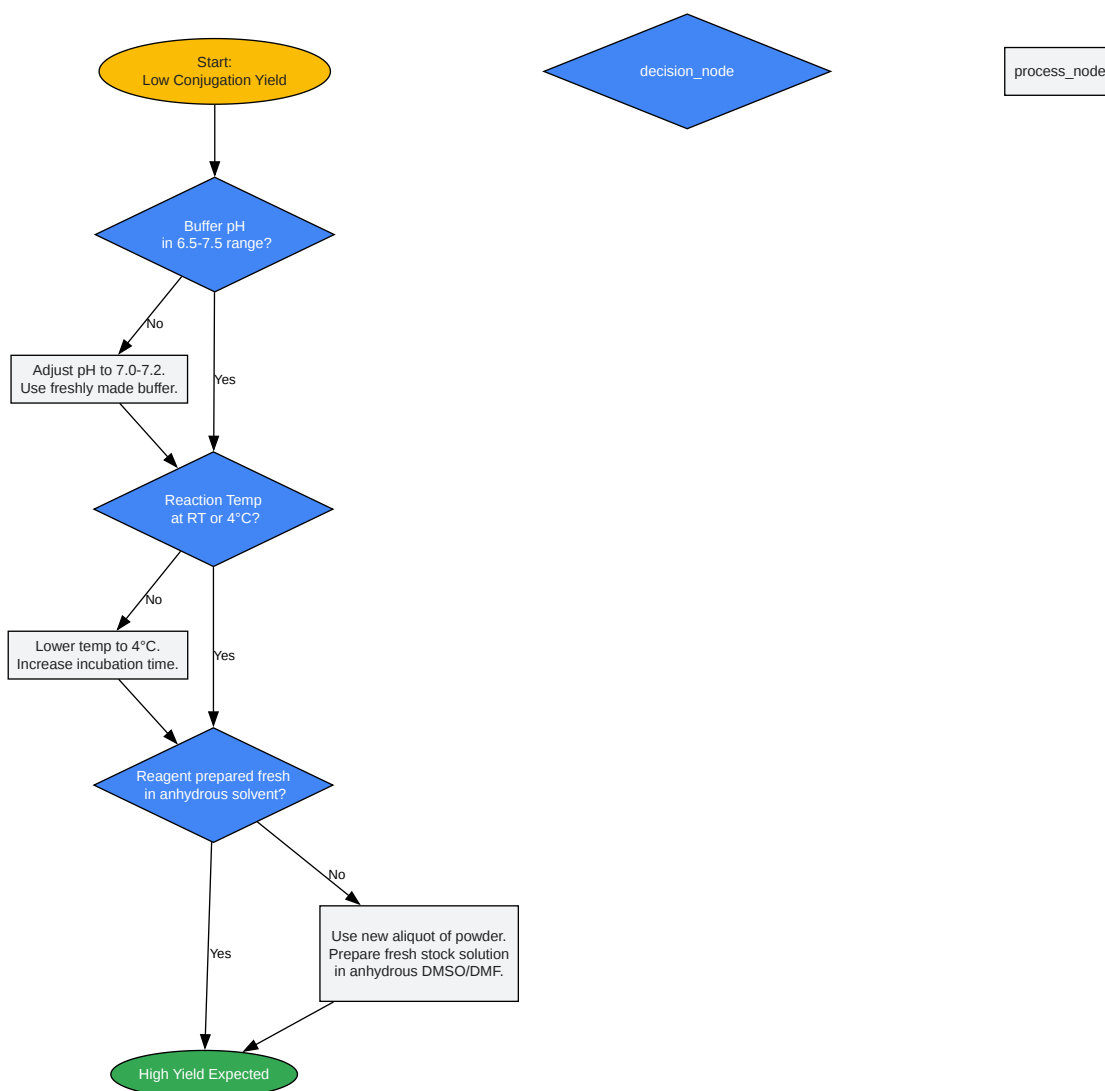 Start:
Low Conjugation Yield
decision_node
process_node
Buffer pH
in 6.5-7.5 range?
No
Yes
Adjust pH to 7.0-7.2.
Use freshly made buffer.
Reaction Temp
at RT or 4°C?
No
Yes
Lower temp to 4°C.
Increase incubation time.
Reagent prepared fresh
in anhydrous solvent?
No
Yes
Use new aliquot of powder.
Prepare fresh stock solution
in anhydrous DMSO/DMF.
High Yield Expected